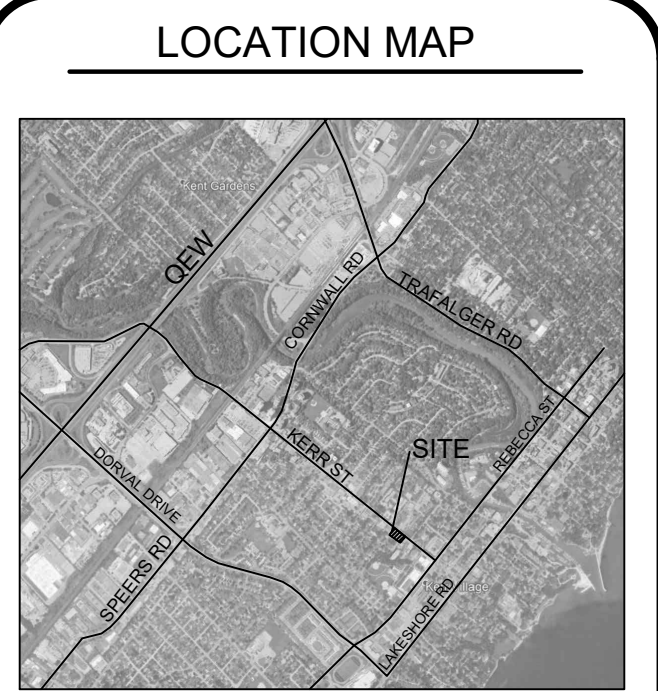 LOCATION MAP
Kent Gardens
QEW
CORNWALL RD
TRAFALGER RD
KERR ST
SITE
REBECCA ST
DORVAL DRIVE
SPEERS RD
LAKESHORE RD
Village